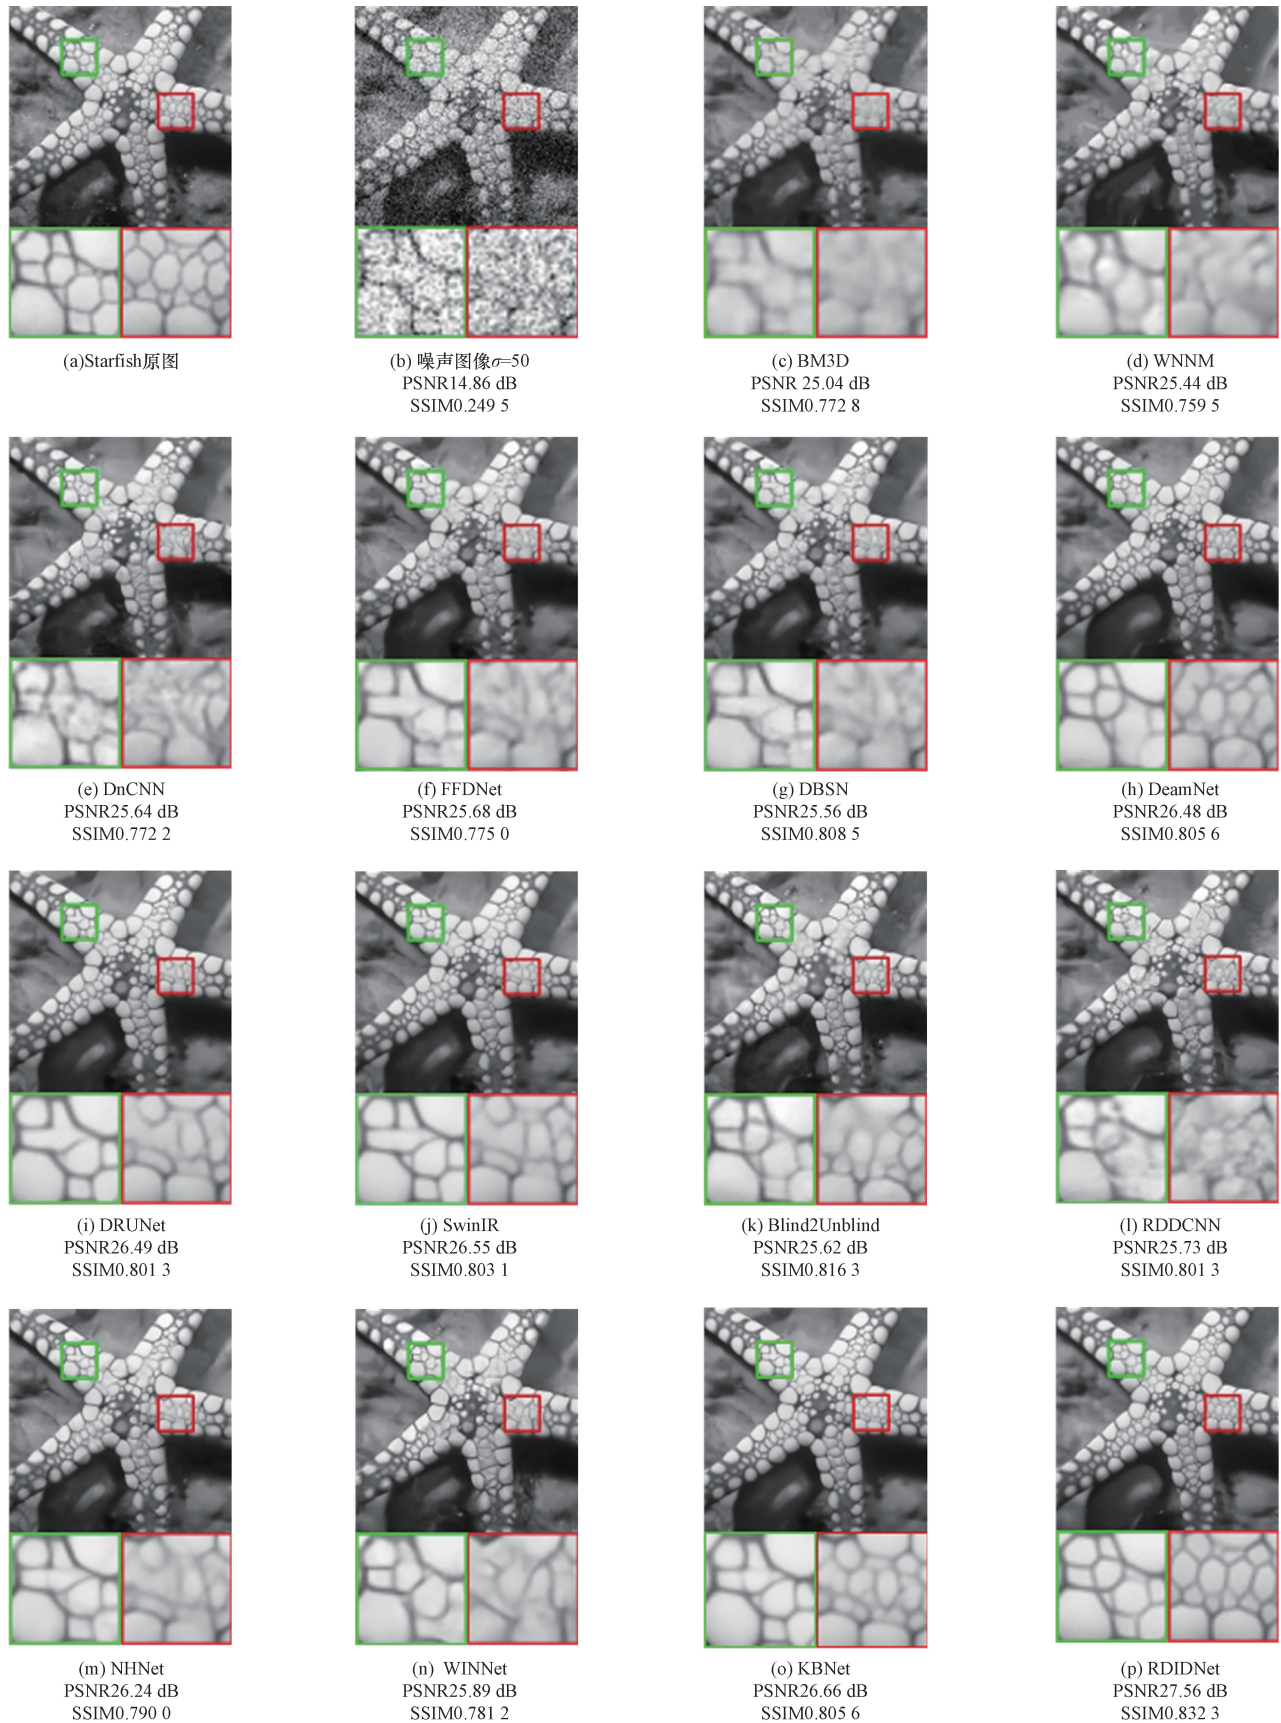 (a)Starfish原图
(b) 噪声图像σ=50
PSNR14.86 dB
SSIM0.249 5
(c) BM3D
PSNR 25.04 dB
SSIM0.772 8
(d) WNNM
PSNR25.44 dB
SSIM0.759 5
(e) DnCNN
PSNR25.64 dB
SSIM0.772 2
(f) FFDNet
PSNR25.68 dB
SSIM0.775 0
(g) DBSN
PSNR25.56 dB
SSIM0.808 5
(h) DeamNet
PSNR26.48 dB
SSIM0.805 6
(i) DRUNet
PSNR26.49 dB
SSIM0.801 3
(j) SwinIR
PSNR26.55 dB
SSIM0.803 1
(k) Blind2Unblind
PSNR25.62 dB
SSIM0.816 3
(l) RDDCNN
PSNR25.73 dB
SSIM0.801 3
(m) NHNet
PSNR26.24 dB
SSIM0.790 0
(n) WINNet
PSNR25.89 dB
SSIM0.781 2
(o) KBNet
PSNR26.66 dB
SSIM0.805 6
(p) RDIDNet
PSNR27.56 dB
SSIM0.832 3